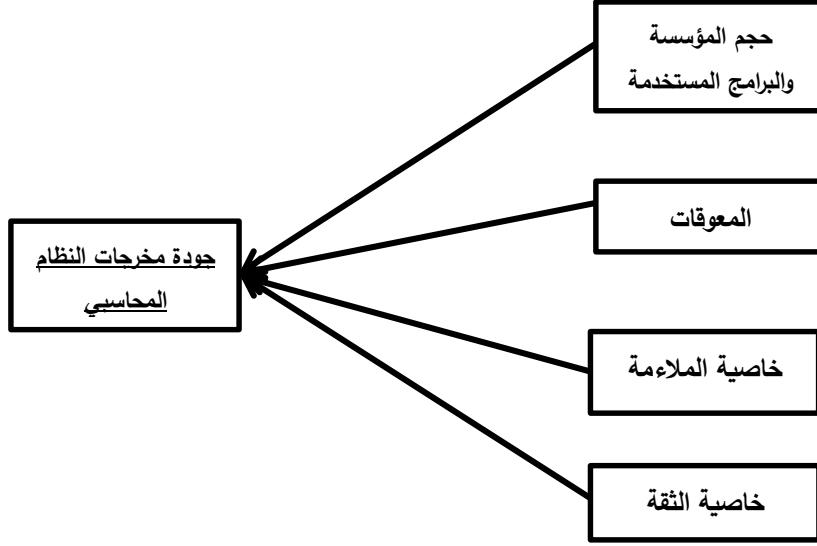 حجم المؤسسة
والبرامج المستخدمة
المعوقات
جودة مخرجات النظام
المحاسبي
خاصية الملاءمة
خاصية الثقة